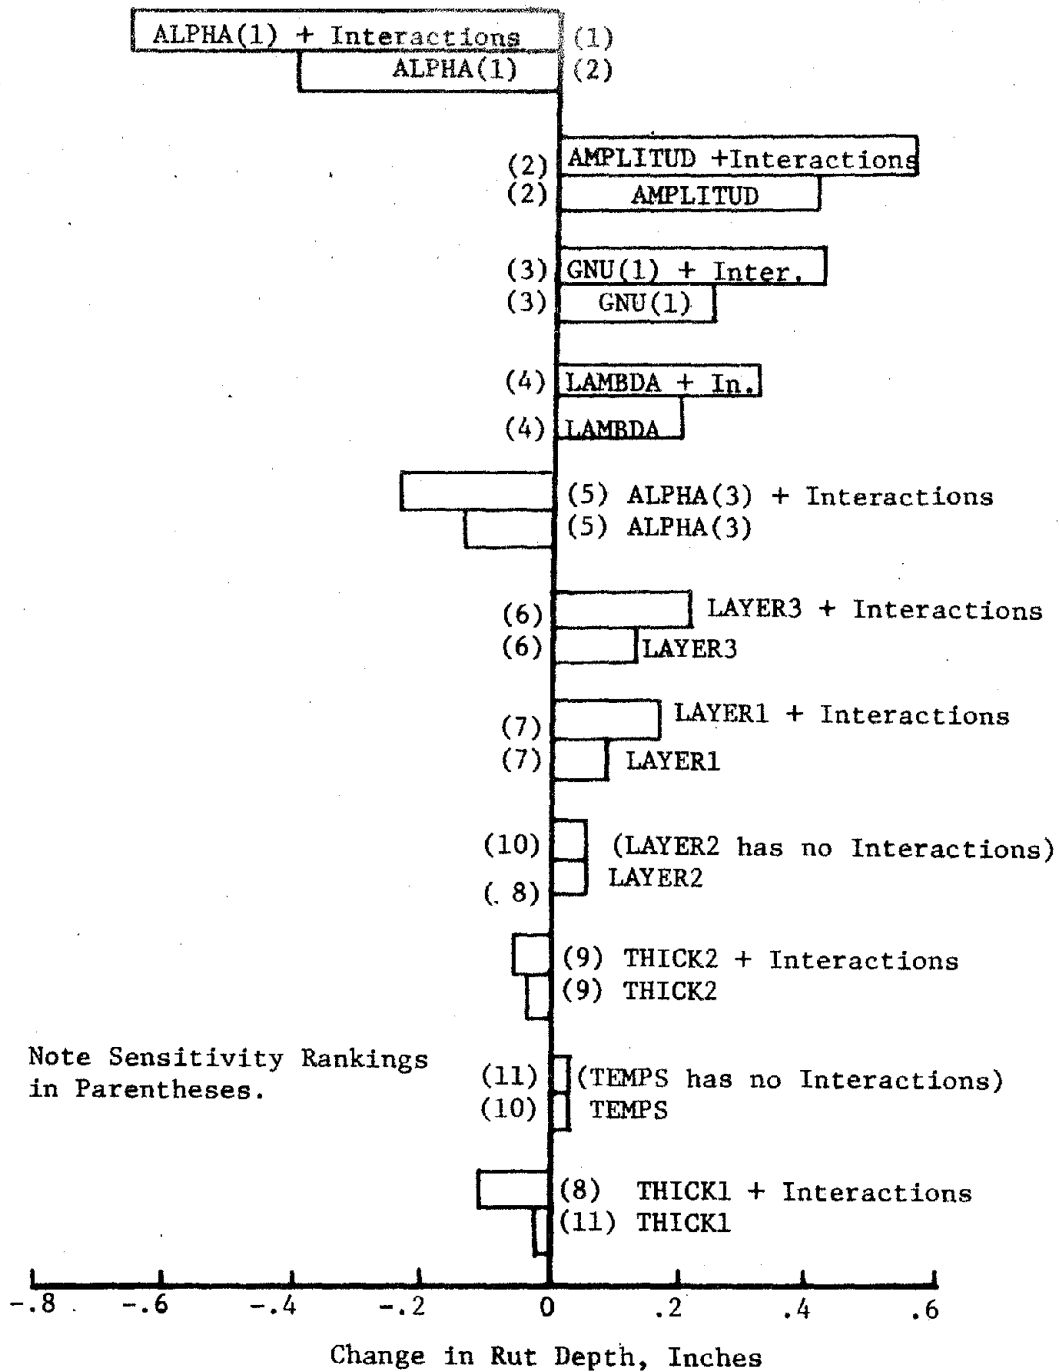 ALPHA(1) + Interactions (1)
ALPHA(1) (2)
(2) AMPLITUD +Interactions
(2) AMPLITUD
(3) GNU(1) + Inter.
(3) GNU(1)
(4) LAMBDA + In.
(4) LAMBDA
(5) ALPHA(3) + Interactions
(5) ALPHA(3)
(6) LAYER3 + Interactions
(6) LAYER3
(7) LAYER1 + Interactions
(7) LAYER1
(10) (LAYER2 has no Interactions)
(. 8) LAYER2
(9) THICK2 + Interactions
(9) THICK2
Note Sensitivity Rankings
in Parentheses.
(11) (TEMPS has no Interactions)
(10) TEMPS
(8) THICK1 + Interactions
(11) THICK1
-.8 -.6 -.4 -.2 0 .2 .4 .6
Change in Rut Depth, Inches